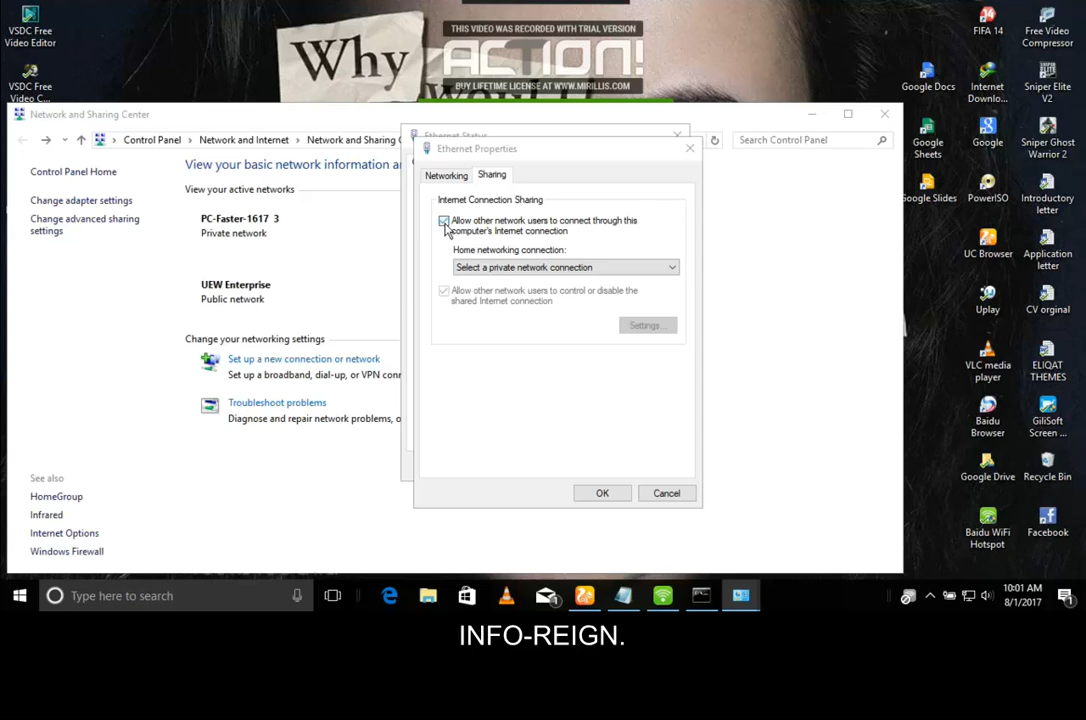 VSDC Free
Video Editor
VSDC Free
Video C...
Why
THIS VIDEO WAS RECORDED WITH TRIAL VERSION
ACTION!
BUY LIFETIME LICENSE AT WWW.MIRILLIS.COM
FIFA 14
Free Video
Compressor
Google Docs
Internet
Downlo...
Sniper Elite
V2
Google
Sheets
Google
Sniper Ghost
Warrior 2
Google Slides
PowerISO
Introductory
letter
UC Browser
Application
letter
Uplay
CV orginal
VLC media
player
ELIQAT
THEMES
Baidu
Browser
GiliSoft
Screen ...
Google Drive
Recycle Bin
Baidu WiFi
Hotspot
Facebook
Network and Sharing Center
Control Panel
Network and Internet
Network and Sharing C
Search Control Panel
Control Panel Home
Change adapter settings
Change advanced sharing
settings
View your basic network information a
View your active networks
PC-Faster-1617 3
Private network
UEW Enterprise
Public network
Change your networking settings
Set up a new connection or network
Set up a broadband, dial-up, or VPN conn
Troubleshoot problems
Diagnose and repair network problems, o
See also
HomeGroup
Infrared
Internet Options
Windows Firewall
Ethernet Status
Ethernet Properties
Networking
Sharing
Internet Connection Sharing
Allow other network users to connect through this
computer's Internet connection
Home networking connection:
Select a private network connection
Allow other network users to control or disable the
shared Internet connection
Settings...
OK
Cancel
Type here to search
1
10:01 AM
8/1/2017
1
INFO-REIGN.